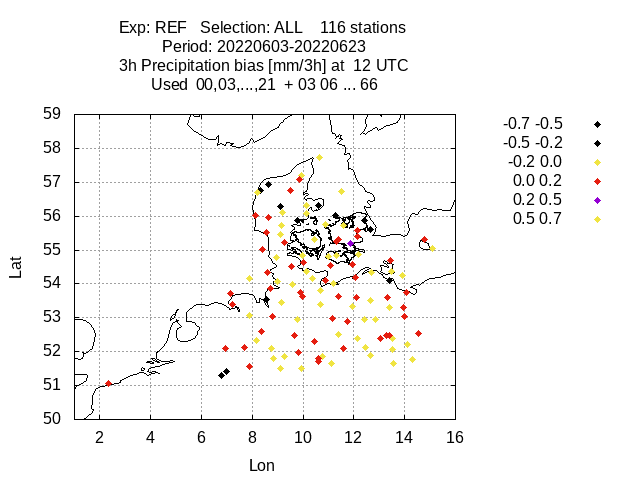 Exp: REF   Selection: ALL    116 stations
Period: 20220603-20220623
3h Precipitation bias [mm/3h] at  12 UTC
Used  00,03,...,21  + 03 06 ... 66
59
58
57
56
55
54
53
52
51
50
Lat
2 4 6 8 10 12 14 16
Lon
-0.7 -0.5
-0.5 -0.2
-0.2 0.0
0.0 0.2
0.2 0.5
0.5 0.7